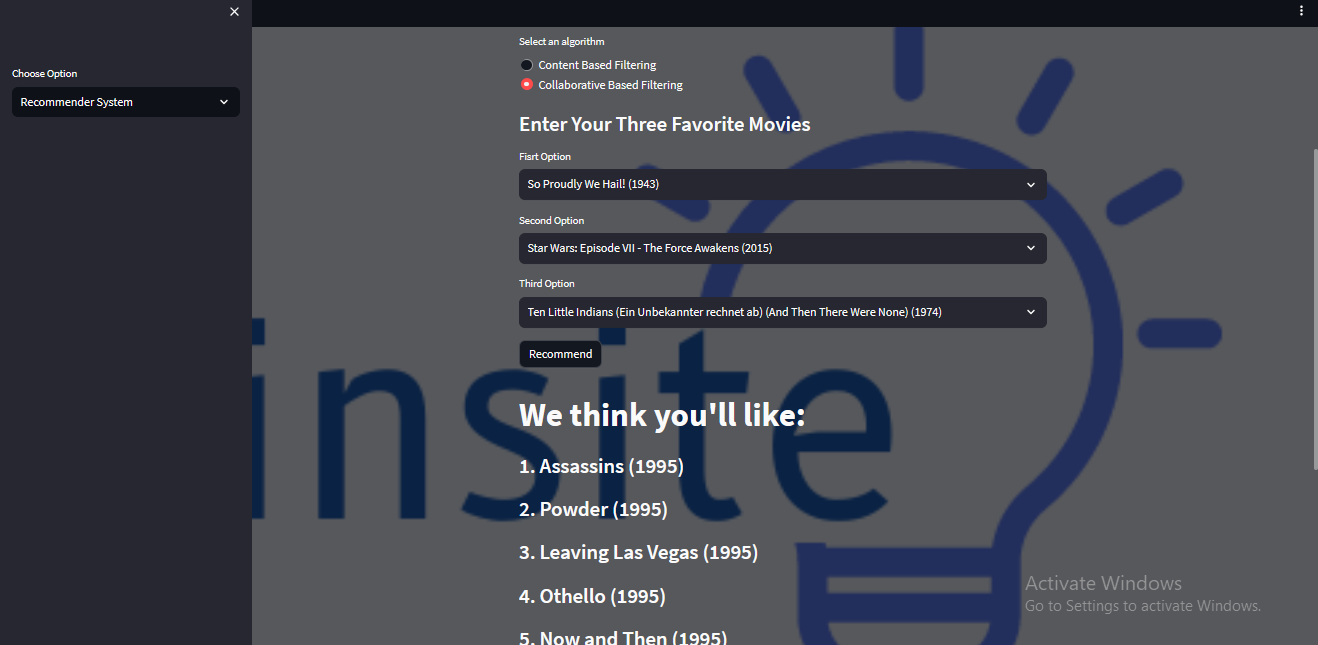 Choose Option
Recommender System
Select an algorithm
Content Based Filtering
Collaborative Based Filtering
Enter Your Three Favorite Movies
Fisrt Option
So Proudly We Hail! (1943)
Second Option
Star Wars: Episode VII - The Force Awakens (2015)
Third Option
Ten Little Indians (Ein Unbekannter rechnet ab) (And Then There Were None) (1974)
Recommend
insite
We think you'll like:
1. Assassins (1995)
2. Powder (1995)
3. Leaving Las Vegas (1995)
4. Othello (1995)
5. Now and Then (1995)
Activate Windows
Go to Settings to activate Windows.